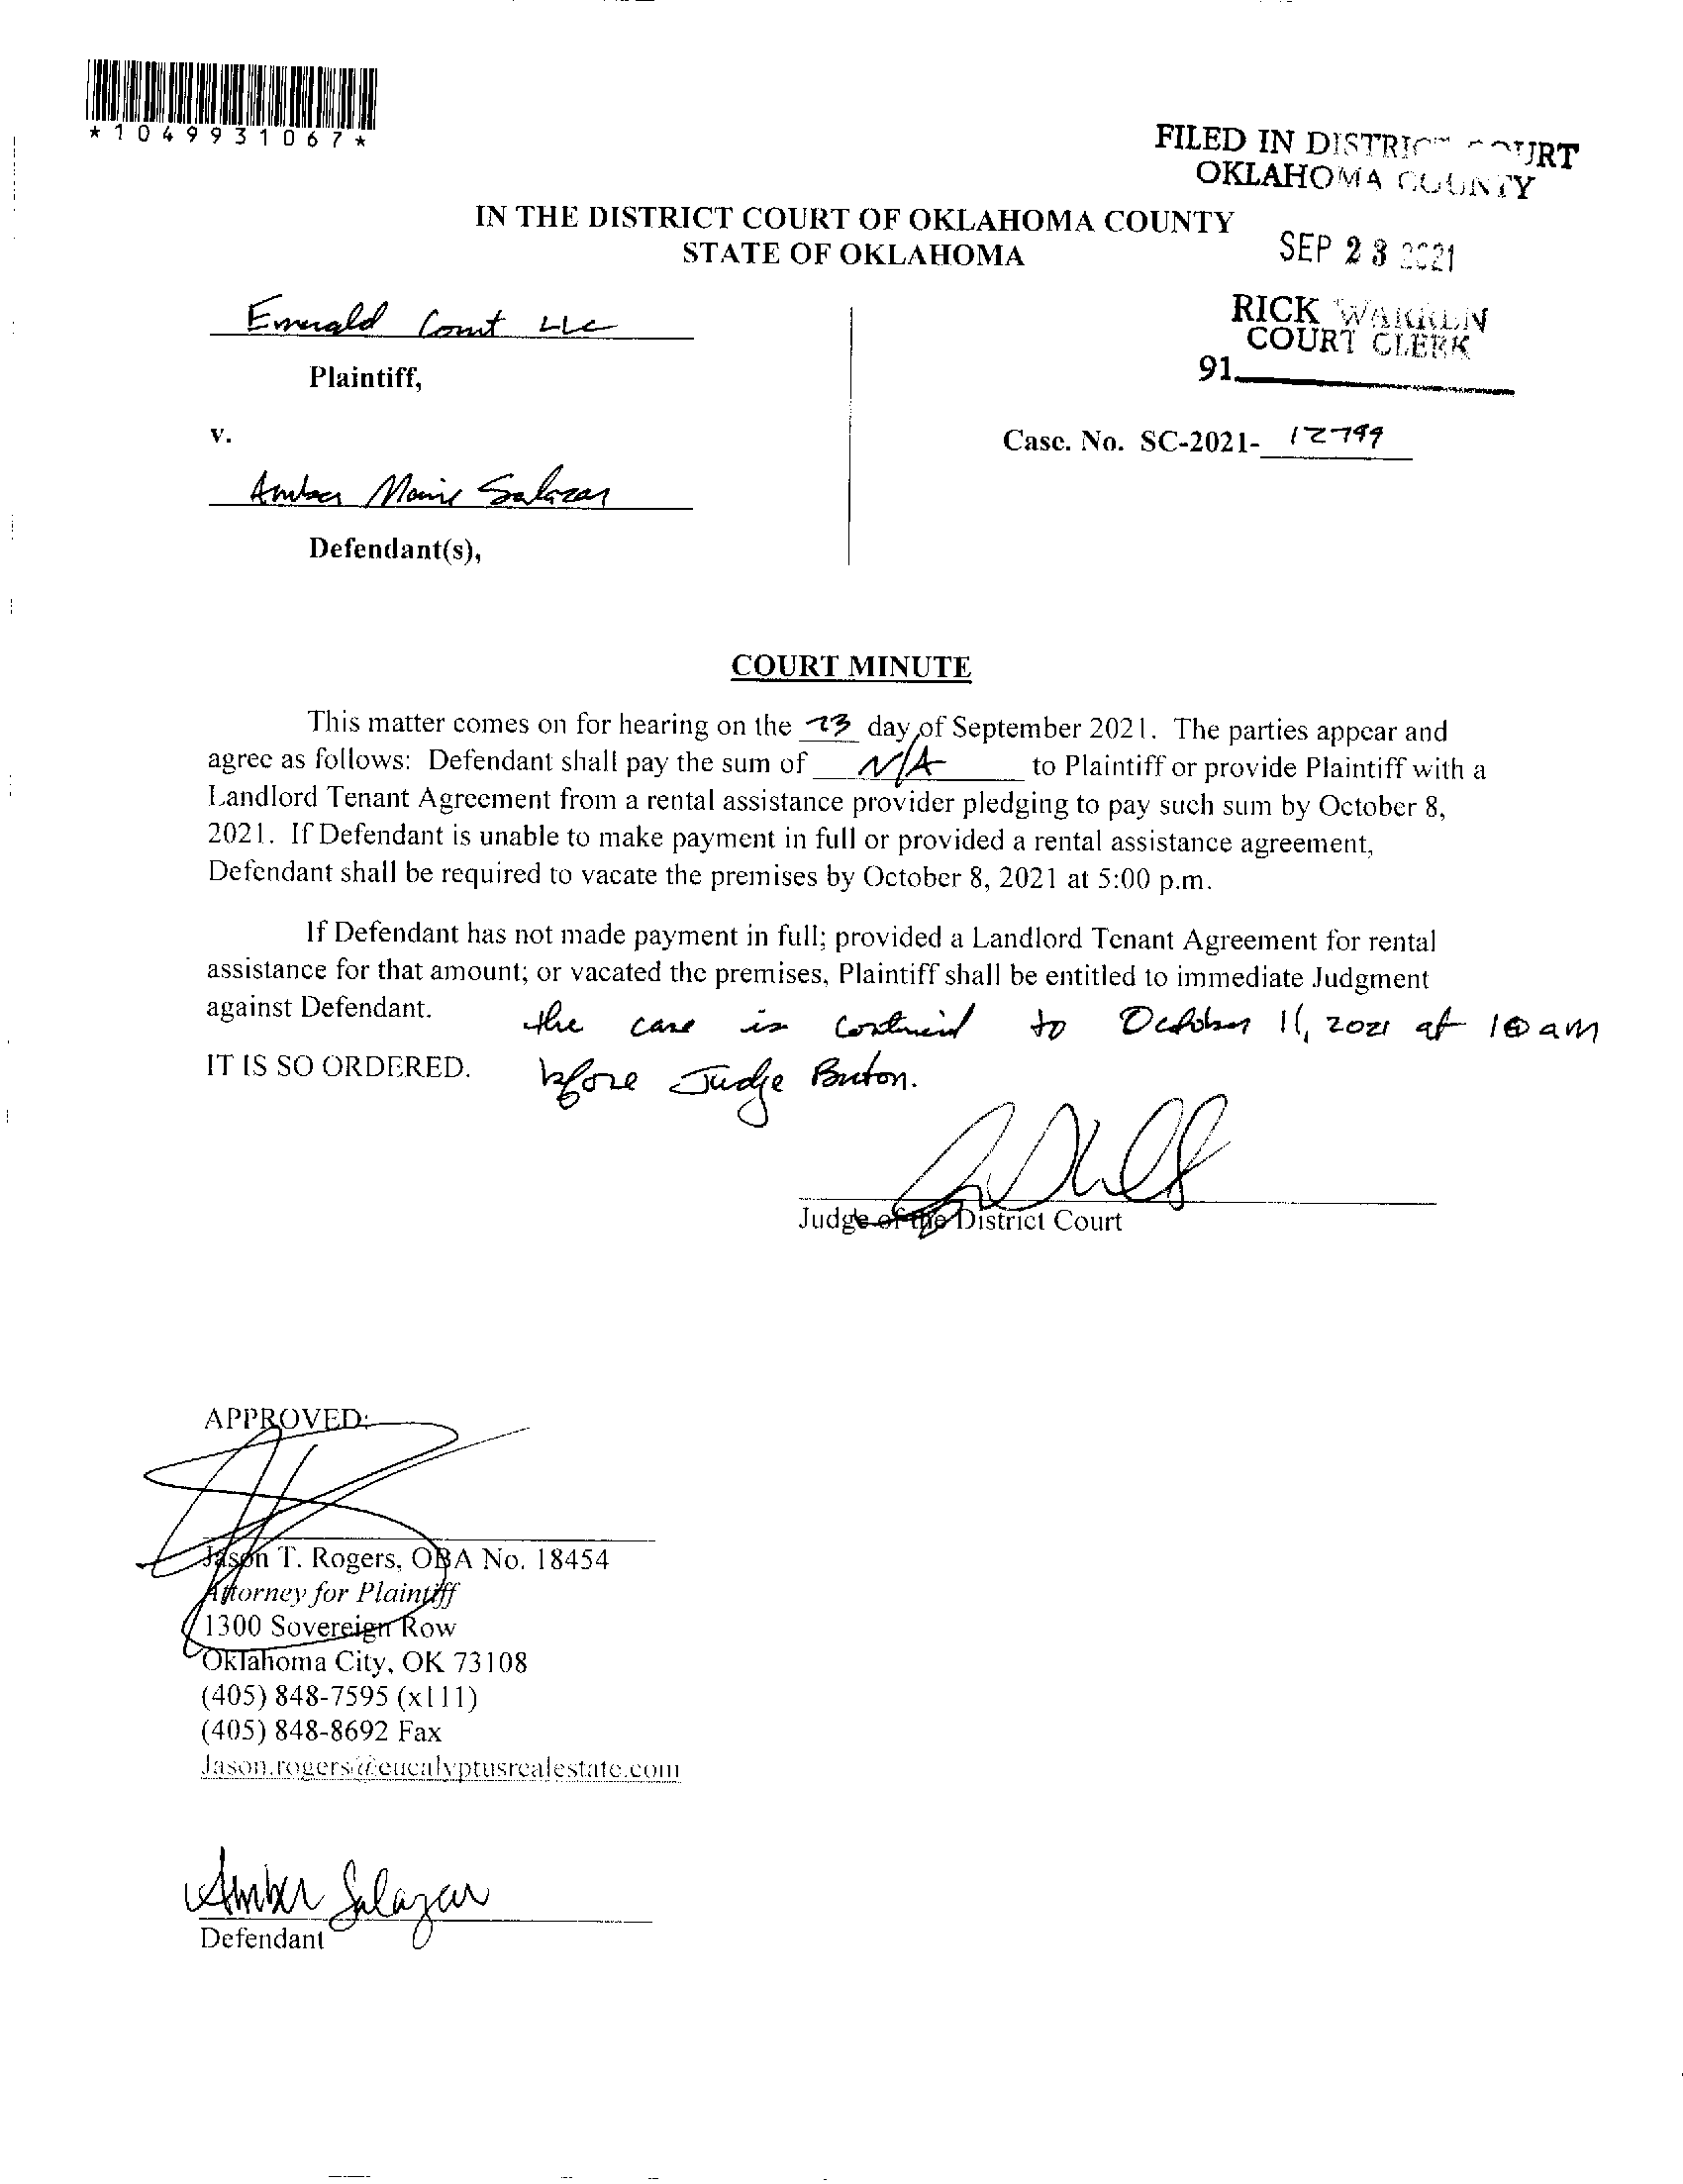 *1049931067*
FILED IN DISTRICT COURT
OKLAHOMA COUNTY
IN THE DISTRICT COURT OF OKLAHOMA COUNTY
STATE OF OKLAHOMA
SEP 23 2021
RICK WARREN
COURT CLERK
91
Emerald Court LLC
Plaintiff,
v.
Case. No. SC-2021- 12799
Amber Marie Salazar
Defendant(s),
COURT MINUTE
This matter comes on for hearing on the 23 day of September 2021. The parties appear and
agree as follows: Defendant shall pay the sum of N/A to Plaintiff or provide Plaintiff with a
Landlord Tenant Agreement from a rental assistance provider pledging to pay such sum by October 8,
2021. If Defendant is unable to make payment in full or provided a rental assistance agreement,
Defendant shall be required to vacate the premises by October 8, 2021 at 5:00 p.m.
If Defendant has not made payment in full; provided a Landlord Tenant Agreement for rental
assistance for that amount; or vacated the premises, Plaintiff shall be entitled to immediate Judgment
against Defendant.
the case is continued to October 11, 2021 at 10 am
IT IS SO ORDERED.
before Judge
Judge of the District Court
APPROVED:
Jason T. Rogers, OBA No. 18454
Attorney for Plaintiff
1300 Sovereign Row
Oklahoma City, OK 73108
(405) 848-7595 (x111)
(405) 848-8692 Fax
Jason.rogers@eucalyptusrealestate.com
Amber Salazar
Defendant